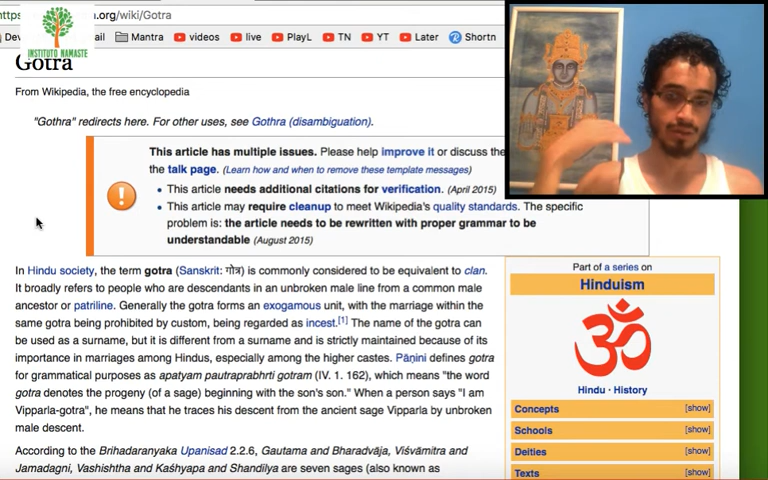 https
.org/wiki/Gotra
Dev
ail
Mantra
videos
live
PlayL
TN
YT
Later
Shortn
INSTITUTO NAMASTE
Gotra
From Wikipedia, the free encyclopedia
"Gothra" redirects here. For other uses, see Gothra (disambiguation).
This article has multiple issues. Please help improve it or discuss the
the talk page. (Learn how and when to remove these template messages)
• This article needs additional citations for verification. (April 2015)
• This article may require cleanup to meet Wikipedia's quality standards. The specific
problem is: the article needs to be rewritten with proper grammar to be
understandable (August 2015)
In Hindu society, the term gotra (Sanskrit: गोत्र) is commonly considered to be equivalent to clan.
It broadly refers to people who are descendants in an unbroken male line from a common male
ancestor or patriline. Generally the gotra forms an exogamous unit, with the marriage within the
same gotra being prohibited by custom, being regarded as incest.[1] The name of the gotra can
be used as a surname, but it is different from a surname and is strictly maintained because of its
importance in marriages among Hindus, especially among the higher castes. Pāṇini defines gotra
for grammatical purposes as apatyam pautraprabhrti gotram (IV. 1. 162), which means "the word
gotra denotes the progeny (of a sage) beginning with the son's son." When a person says "I am
Vipparla-gotra", he means that he traces his descent from the ancient sage Vipparla by unbroken
male descent.
According to the Brihadaranyaka Upanisad 2.2.6, Gautama and Bharadvāja, Viśvāmitra and
Jamadagni, Vashishtha and Kaśhyapa and Shandilya are seven sages (also known as
Part of a series on
Hinduism
ॐ
Hindu · History
Concepts [show]
Schools [show]
Deities [show]
Texts [show]